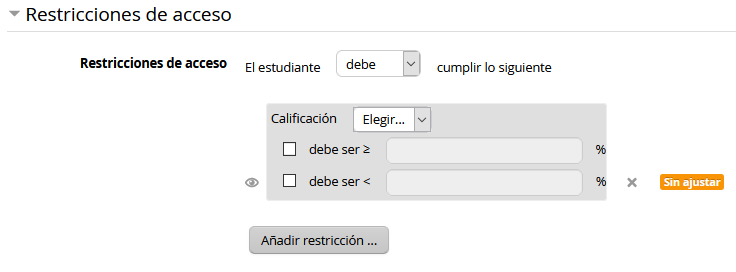 Restricciones de acceso
Restricciones de acceso El estudiante debe cumplir lo siguiente
Calificación Elegir...
debe ser ≥ %
debe ser < % Sin ajustar
Añadir restricción ...